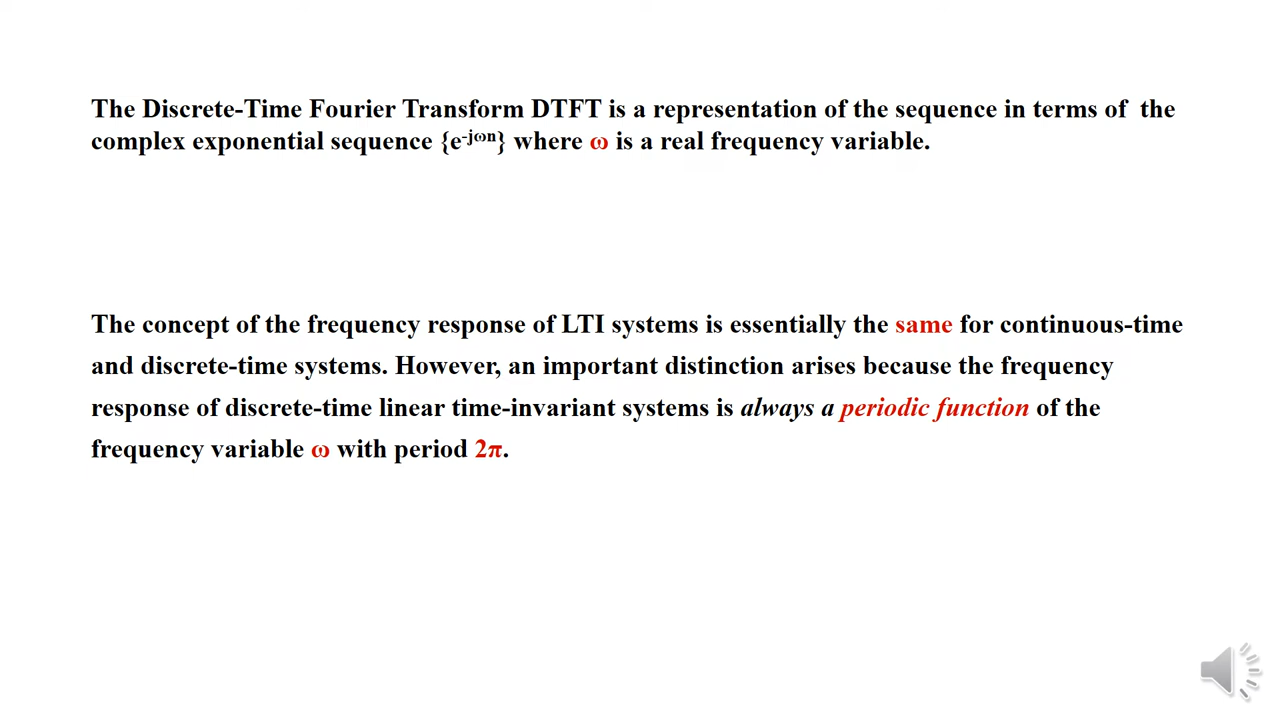 The Discrete-Time Fourier Transform DTFT is a representation of the sequence in terms of the
complex exponential sequence {e-jωn} where ω is a real frequency variable.
The concept of the frequency response of LTI systems is essentially the same for continuous-time
and discrete-time systems. However, an important distinction arises because the frequency
response of discrete-time linear time-invariant systems is always a periodic function of the
frequency variable ω with period 2π.